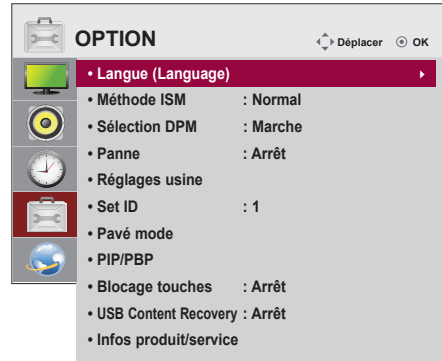 OPTION Déplacer OK
• Langue (Language)
• Méthode ISM : Normal
• Sélection DPM : Marche
• Panne : Arrêt
• Réglages usine
• Set ID : 1
• Pavé mode
• PIP/PBP
• Blocage touches : Arrêt
• USB Content Recovery : Arrêt
• Infos produit/service